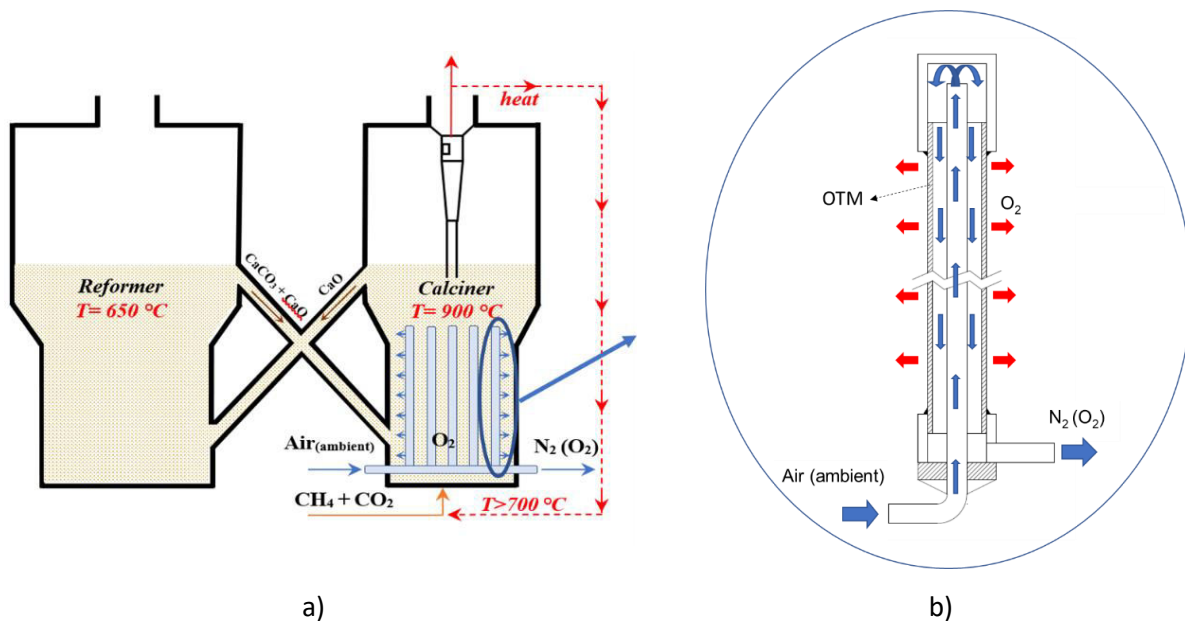 heat
Reformer
T= 650 °C
CaCO₃ + CaO
CaO
Calciner
T= 900 °C
Air(ambient)
O₂
N₂ (O₂)
CH₄ + CO₂
T>700 °C
a)
OTM
O₂
N₂ (O₂)
Air (ambient)
b)